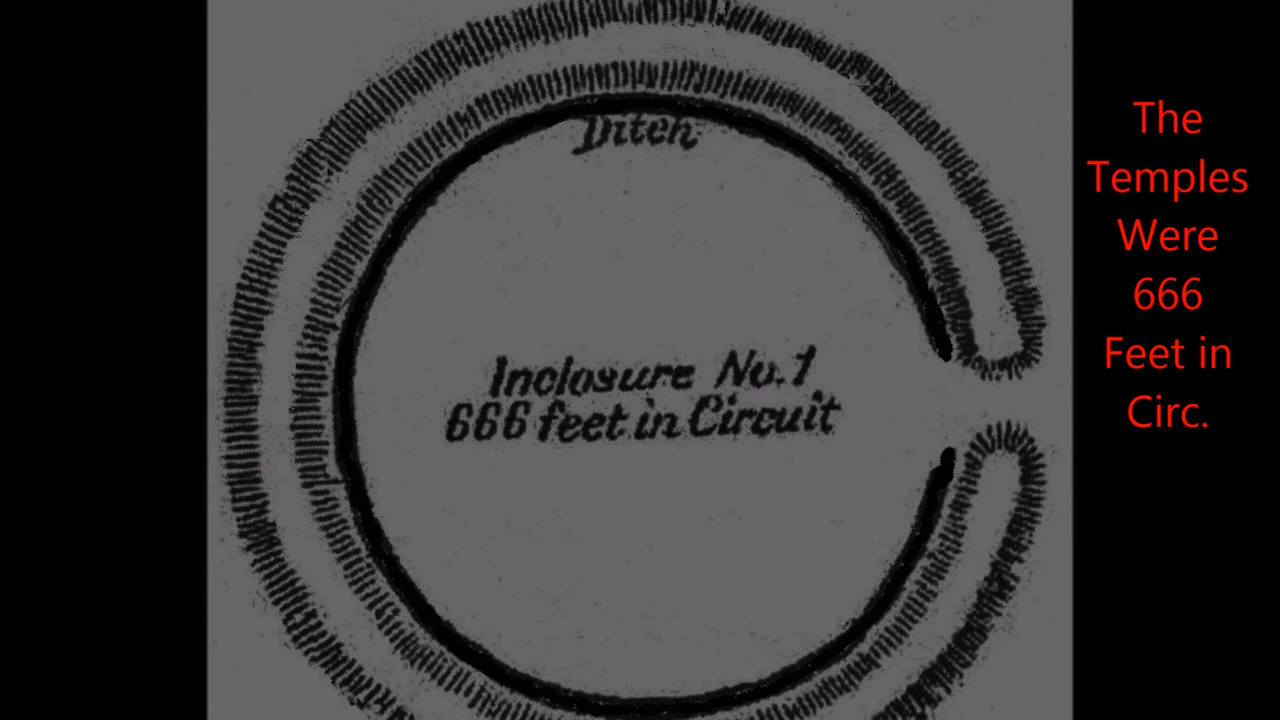 Ditch
Inclosure No. 1
666 feet in Circuit
The
Temples
Were
666
Feet in
Circ.